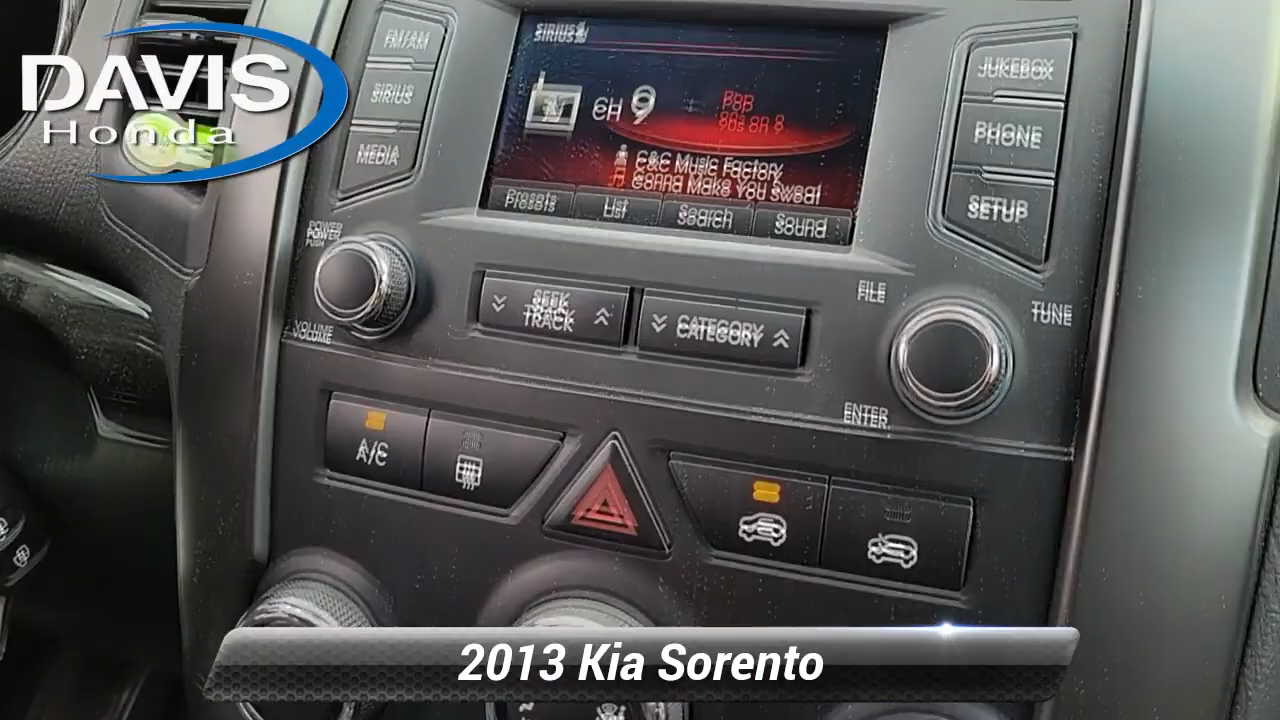 DAVIS
Honda
FM/AM
SIRIUS
MEDIA
SIRIUS
CH 9
Pop
90s on 9
C&C Music Factory
Gonna Make You Sweat
Presets
List
Search
Sound
JUKEBOX
PHONE
SETUP
POWER
PUSH
VOLUME
SEEK
TRACK
CATEGORY
FILE
TUNE
ENTER
A/C
2013 Kia Sorento